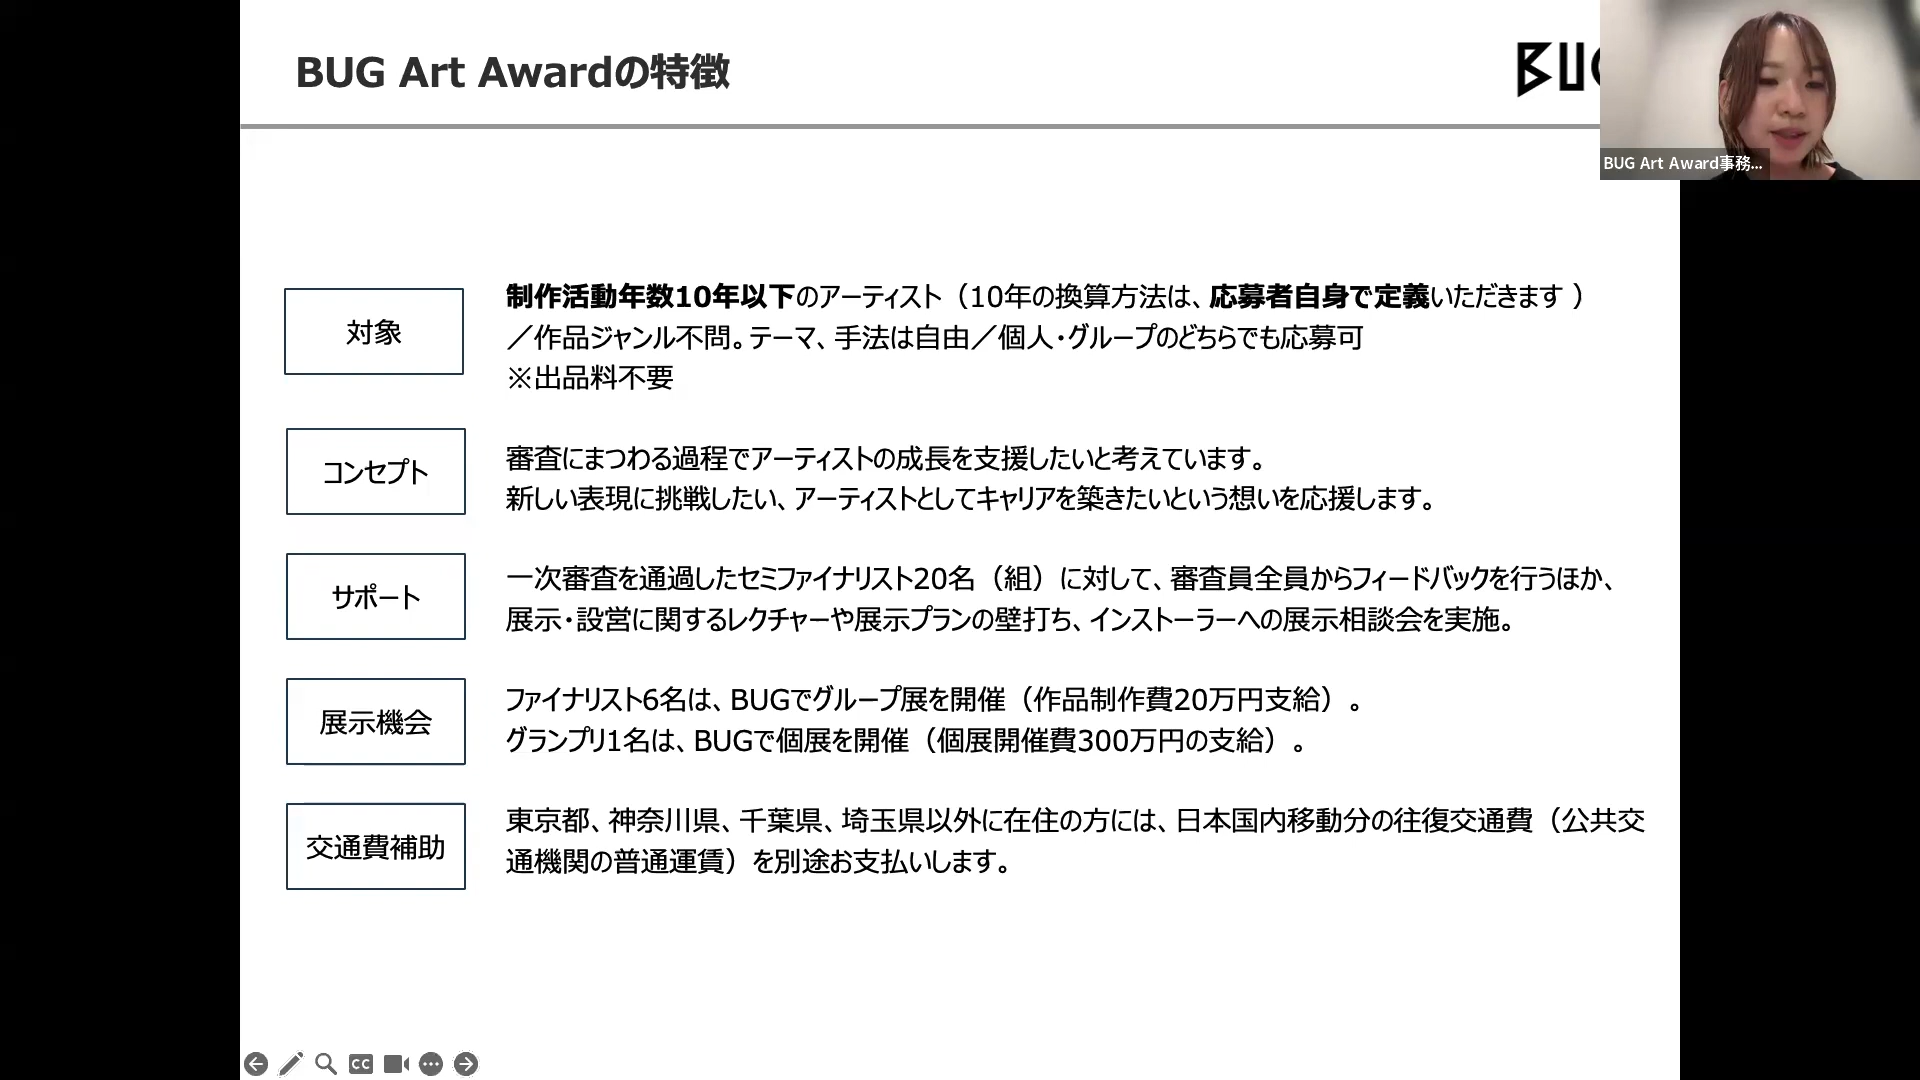 BUG Art Awardの特徴
BUG
BUG Art Award事務...
対象
制作活動年数10年以下のアーティスト（10年の換算方法は、応募者自身で定義いただきます ）
／作品ジャンル不問。テーマ、手法は自由／個人・グループのどちらでも応募可
※出品料不要
コンセプト
審査にまつわる過程でアーティストの成長を支援したいと考えています。
新しい表現に挑戦したい、アーティストとしてキャリアを築きたいという想いを応援します。
サポート
一次審査を通過したセミファイナリスト20名（組）に対して、審査員全員からフィードバックを行うほか、
展示・設営に関するレクチャーや展示プランの壁打ち、インストーラーへの展示相談会を実施。
展示機会
ファイナリスト6名は、BUGでグループ展を開催（作品制作費20万円支給）。
グランプリ1名は、BUGで個展を開催（個展開催費300万円の支給）。
交通費補助
東京都、神奈川県、千葉県、埼玉県以外に在住の方には、日本国内移動分の往復交通費（公共交
通機関の普通運賃）を別途お支払いします。
CC